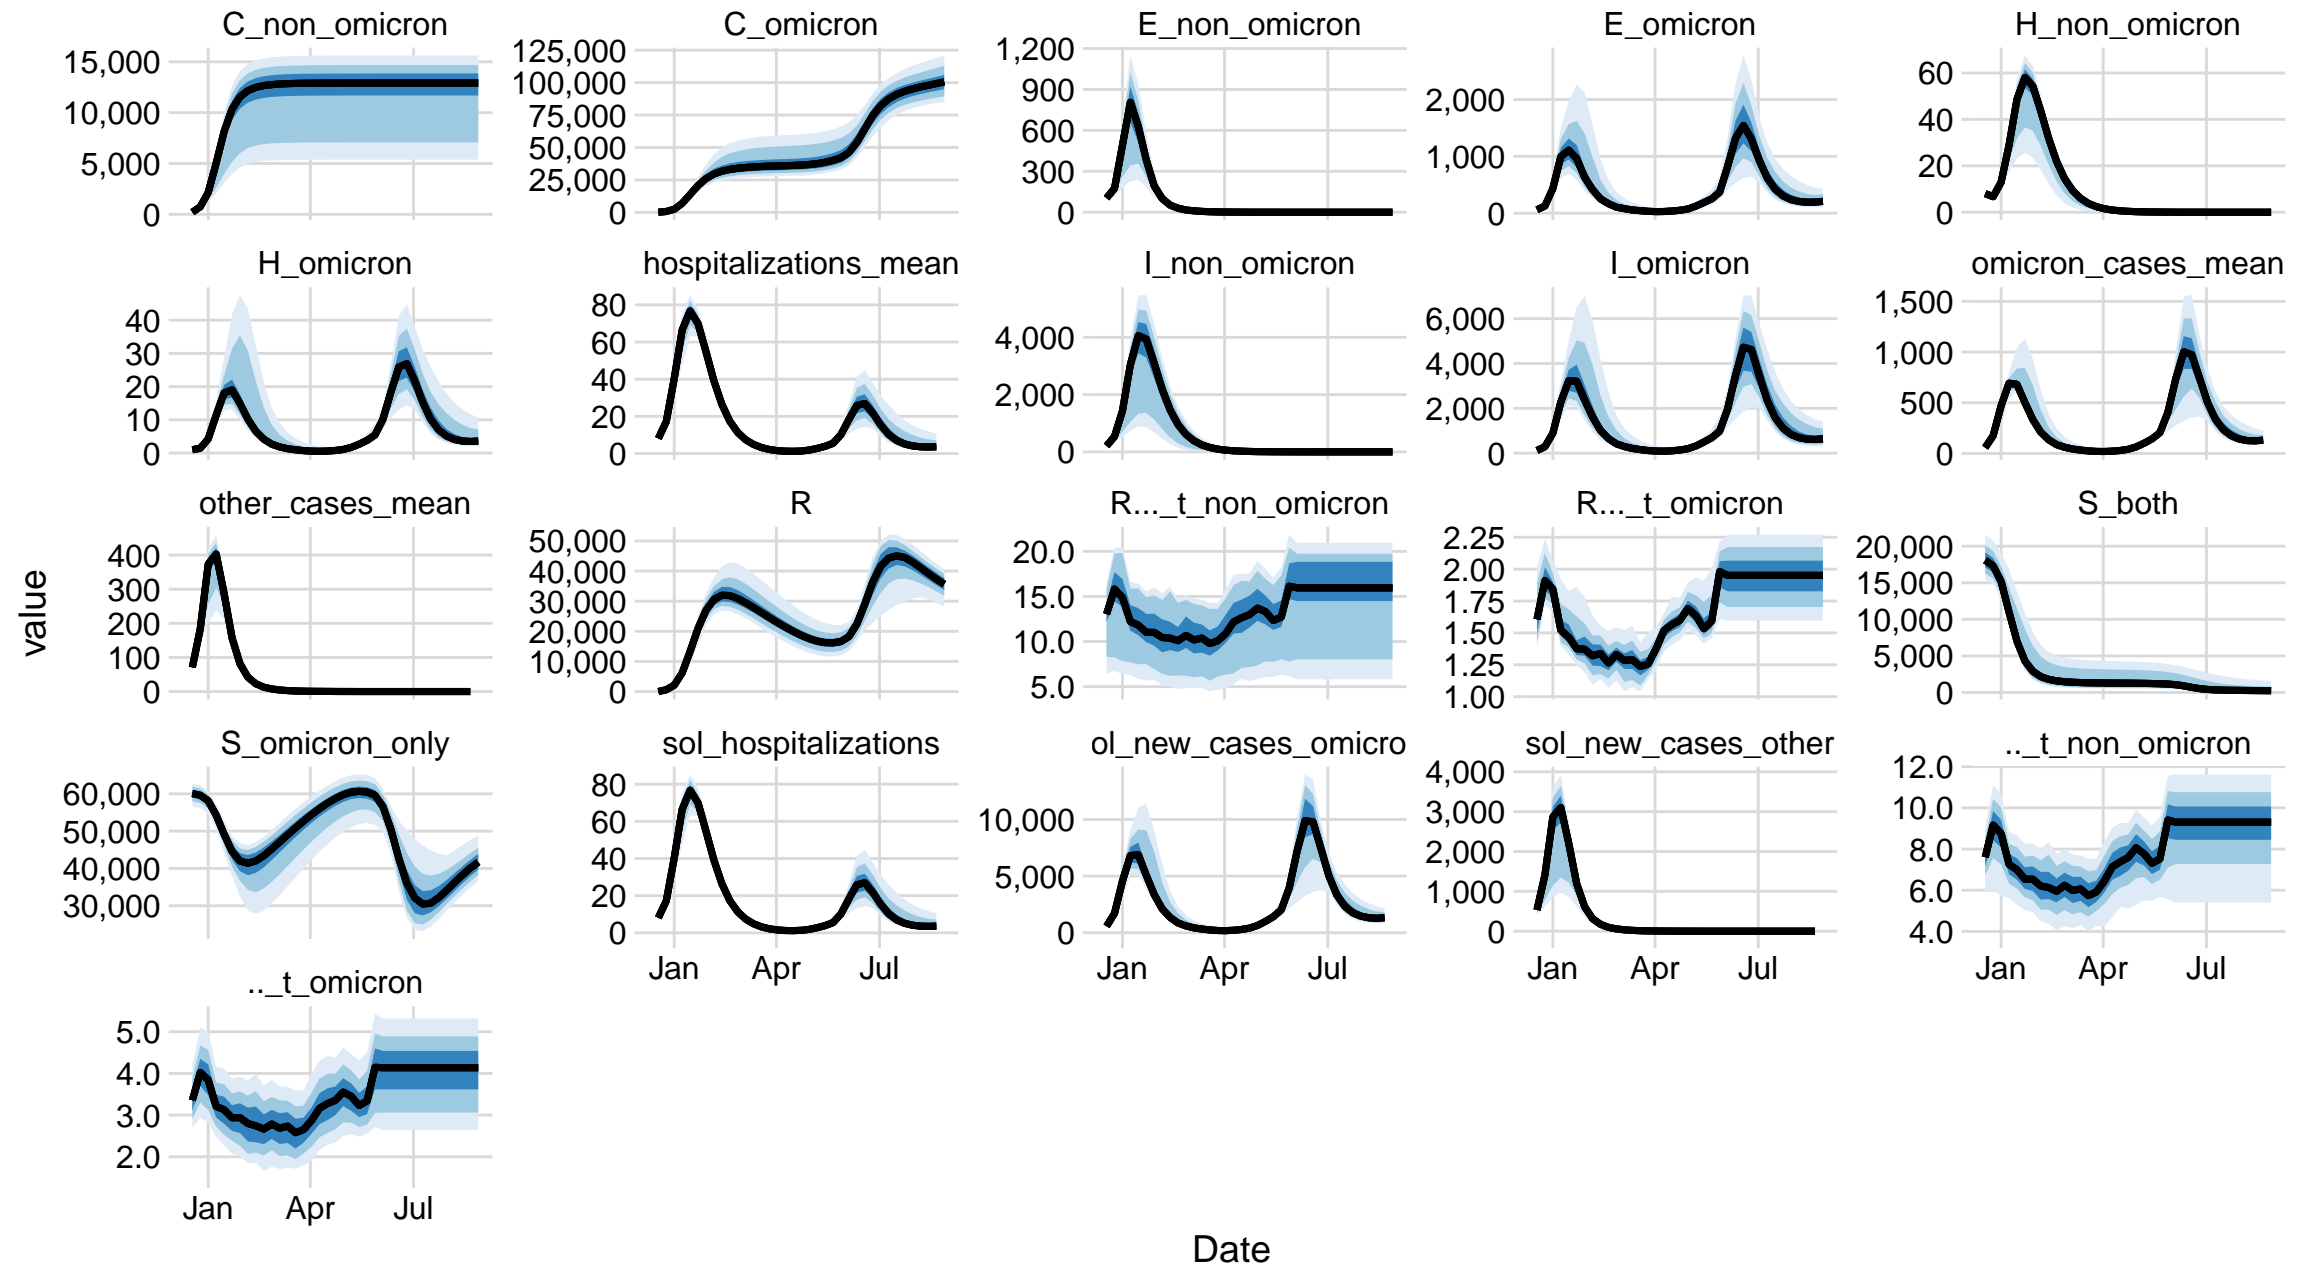 C_non_omicron C_omicron E_non_omicron E_omicron H_non_omicron
15,000 10,000 5,000 0
125,000 100,000 75,000 50,000 25,000 0
1,200 900 600 300 0
2,000 1,000 0
60 40 20 0
H_omicron hospitalizations_mean I_non_omicron I_omicron omicron_cases_mean
40 30 20 10 0
80 60 40 20 0
4,000 2,000 0
6,000 4,000 2,000 0
1,500 1,000 500 0
other_cases_mean R R..._t_non_omicron R..._t_omicron S_both
400 300 200 100 0
50,000 40,000 30,000 20,000 10,000 0
20.0 15.0 10.0 5.0
2.25 2.00 1.75 1.50 1.25 1.00
20,000 15,000 10,000 5,000 0
value
S_omicron_only sol_hospitalizations ol_new_cases_omicro sol_new_cases_other .._t_non_omicron
60,000 50,000 40,000 30,000
80 60 40 20 0
10,000 5,000 0
4,000 3,000 2,000 1,000 0
12.0 10.0 8.0 6.0 4.0
Jan Apr Jul Jan Apr Jul Jan Apr Jul Jan Apr Jul
.._t_omicron
5.0 4.0 3.0 2.0
Jan Apr Jul
Date